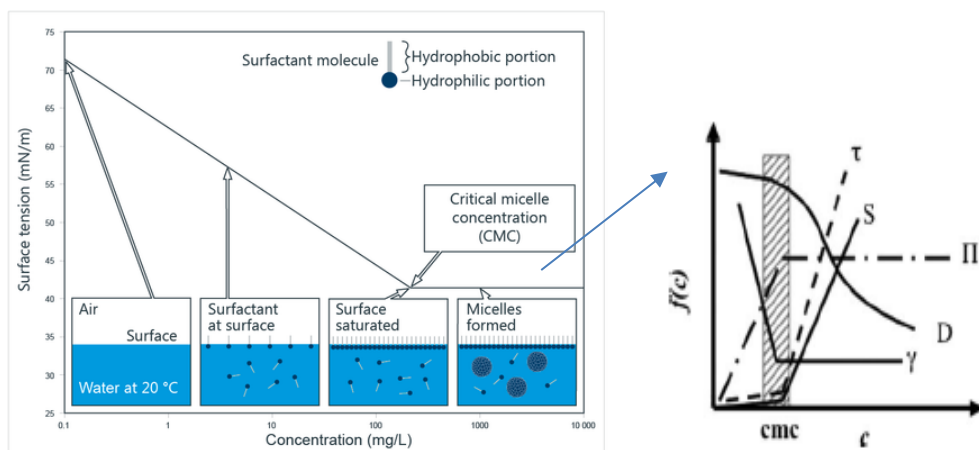 75
70
65
60
55
50
45
40
35
30
25
Surface tension (mN/m)
Surfactant molecule
Hydrophobic portion
Hydrophilic portion
Critical micelle
concentration
(CMC)
Air
Surface
Water at 20 °C
Surfactant
at surface
Surface
saturated
Micelles
formed
0.1
1
10
100
1000
10 000
Concentration (mg/L)
f(c)
τ
S
Π
D
γ
cmc
c